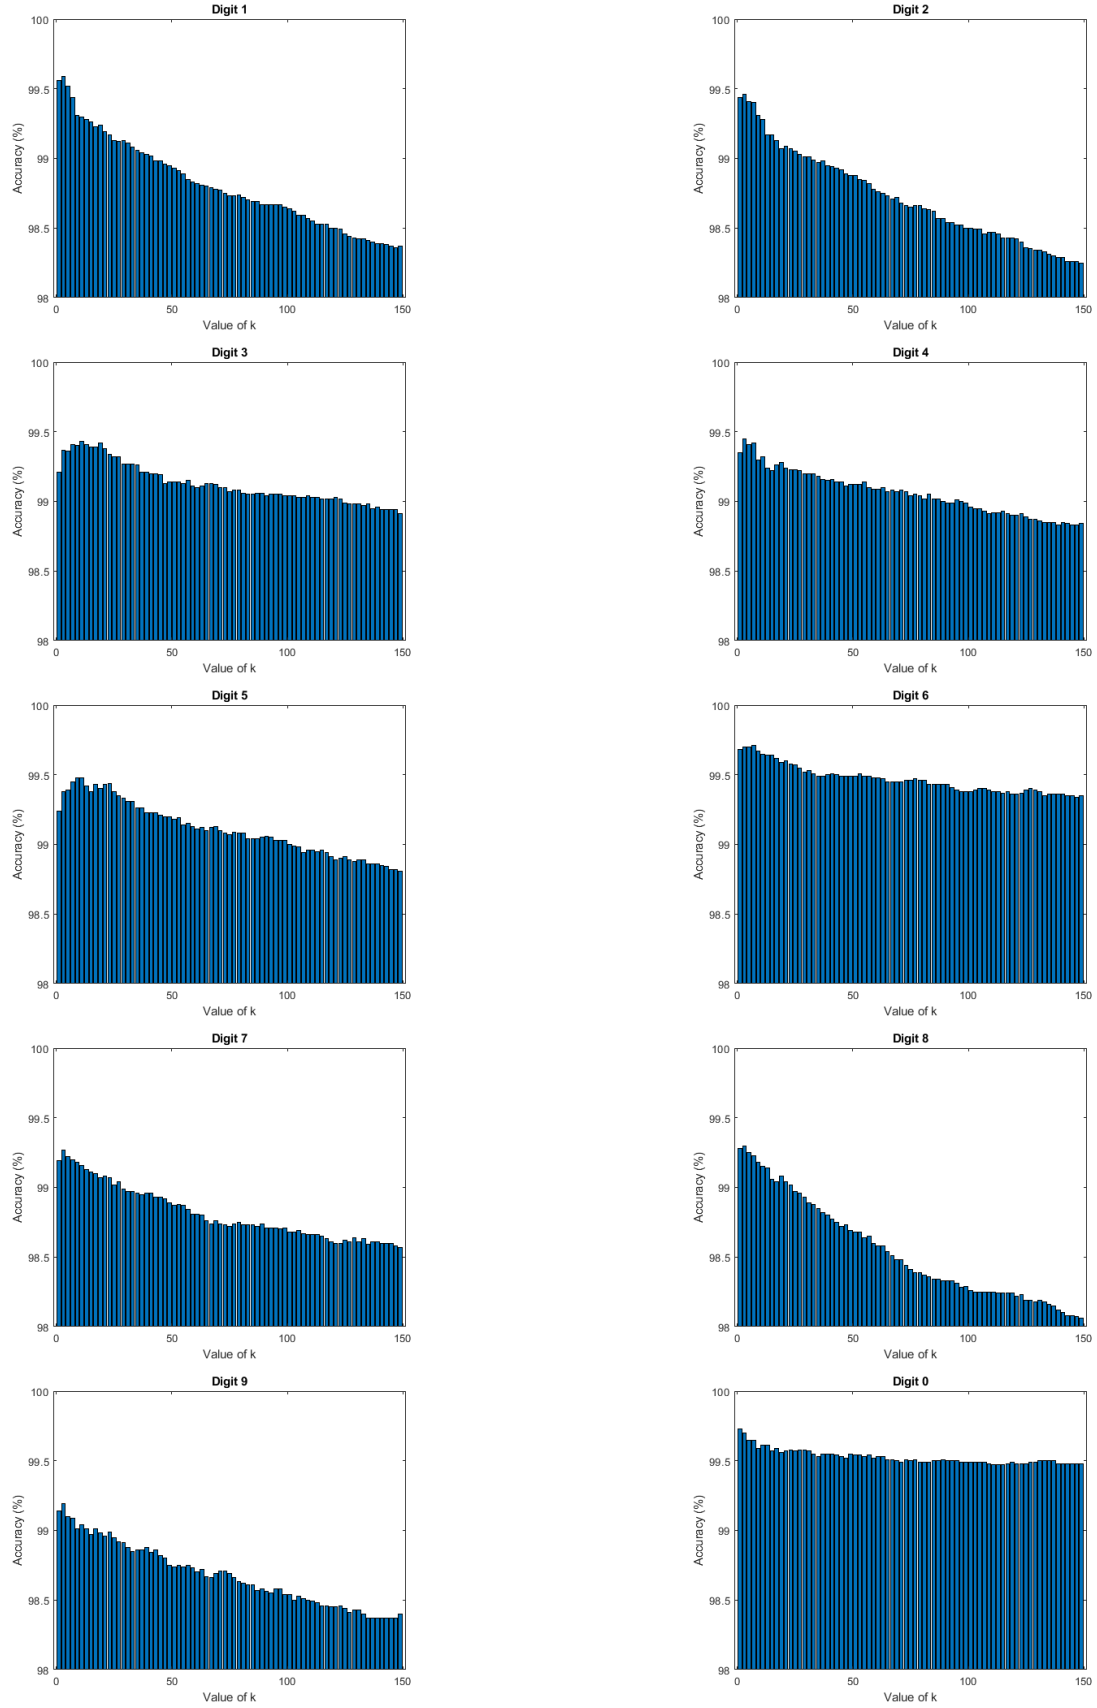 Digit 1
100
99.5
99
98.5
98
Accuracy (%)
0 50 100 150
Value of k
Digit 2
100
99.5
99
98.5
98
Accuracy (%)
0 50 100 150
Value of k
Digit 3
100
99.5
99
98.5
98
Accuracy (%)
0 50 100 150
Value of k
Digit 4
100
99.5
99
98.5
98
Accuracy (%)
0 50 100 150
Value of k
Digit 5
100
99.5
99
98.5
98
Accuracy (%)
0 50 100 150
Value of k
Digit 6
100
99.5
99
98.5
98
Accuracy (%)
0 50 100 150
Value of k
Digit 7
100
99.5
99
98.5
98
Accuracy (%)
0 50 100 150
Value of k
Digit 8
100
99.5
99
98.5
98
Accuracy (%)
0 50 100 150
Value of k
Digit 9
100
99.5
99
98.5
98
Accuracy (%)
0 50 100 150
Value of k
Digit 0
100
99.5
99
98.5
98
Accuracy (%)
0 50 100 150
Value of k